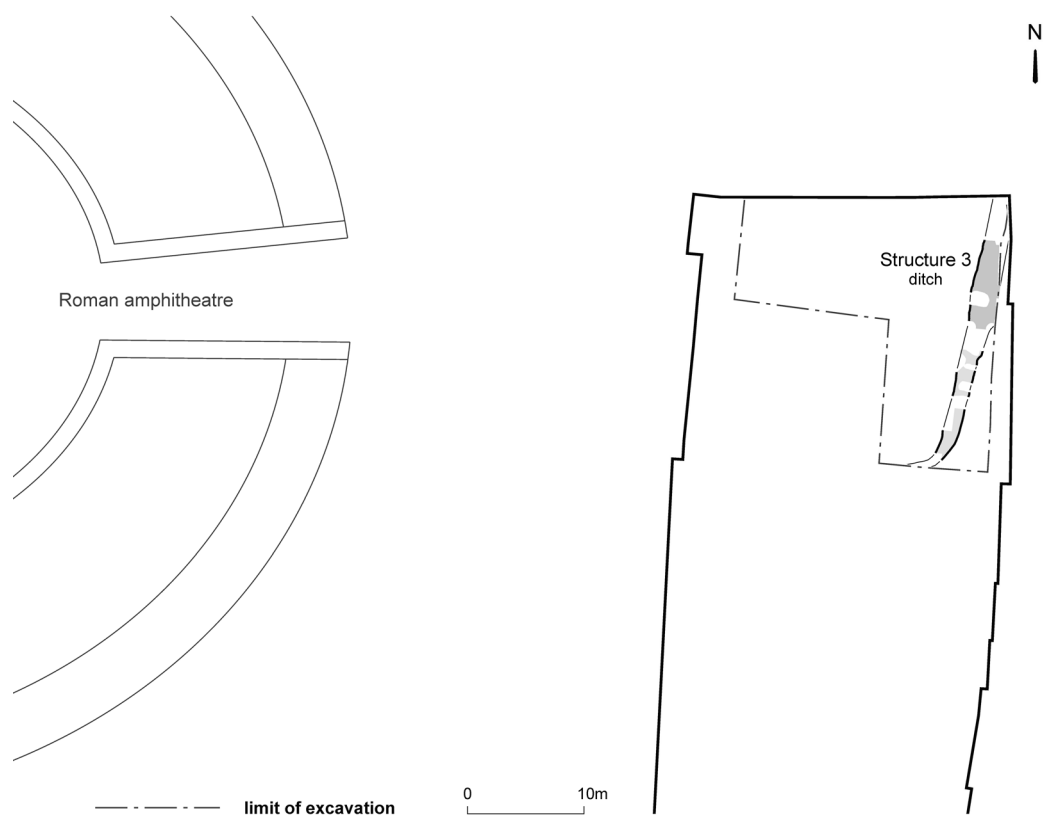 N
Structure 3
ditch
Roman amphitheatre
0 10m
limit of excavation